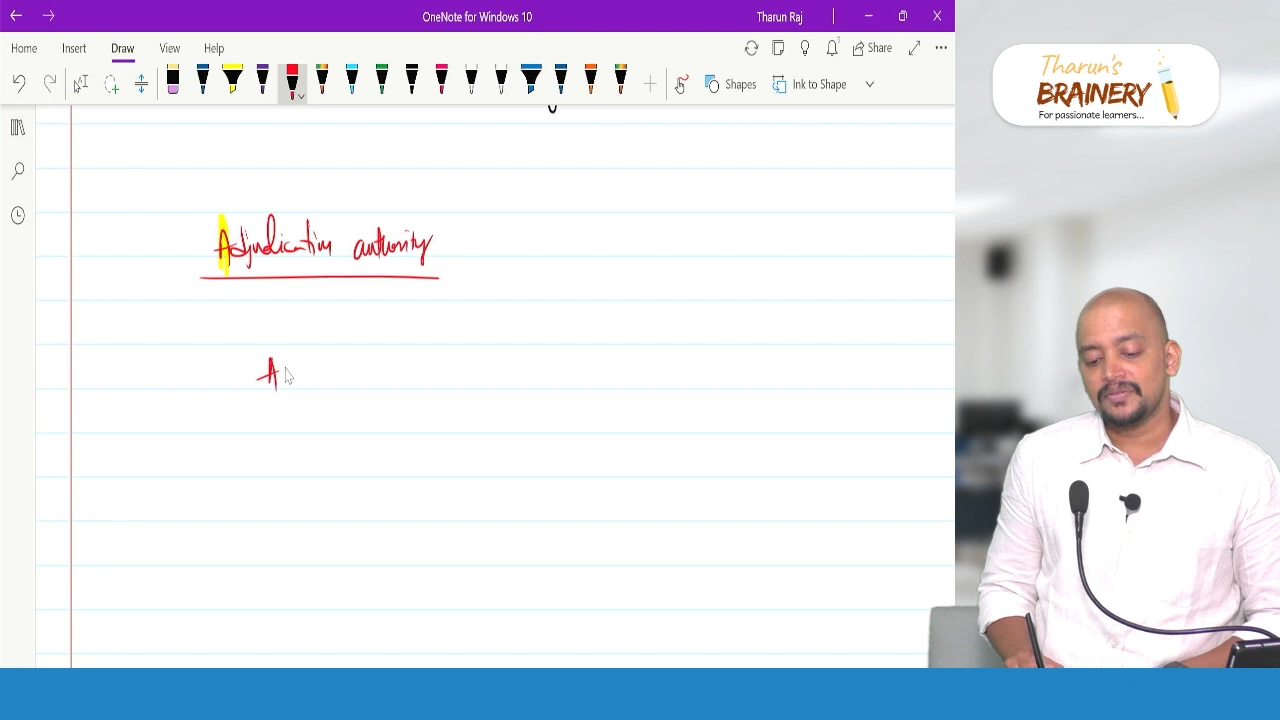 OneNote for Windows 10
Tharun Raj
Home Insert Draw View Help
1
Share
Shapes
Ink to Shape
Adjudication authority
A
Tharun's
BRAINERY
For passionate learners...